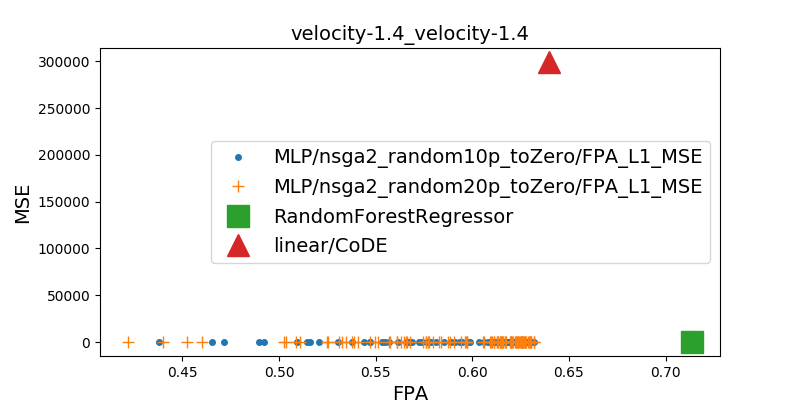 velocity-1.4_velocity-1.4
300000
250000
200000
150000
100000
50000
0
MSE
MLP/nsga2_random10p_toZero/FPA_L1_MSE
MLP/nsga2_random20p_toZero/FPA_L1_MSE
RandomForestRegressor
linear/CoDE
0.45 0.50 0.55 0.60 0.65 0.70
FPA